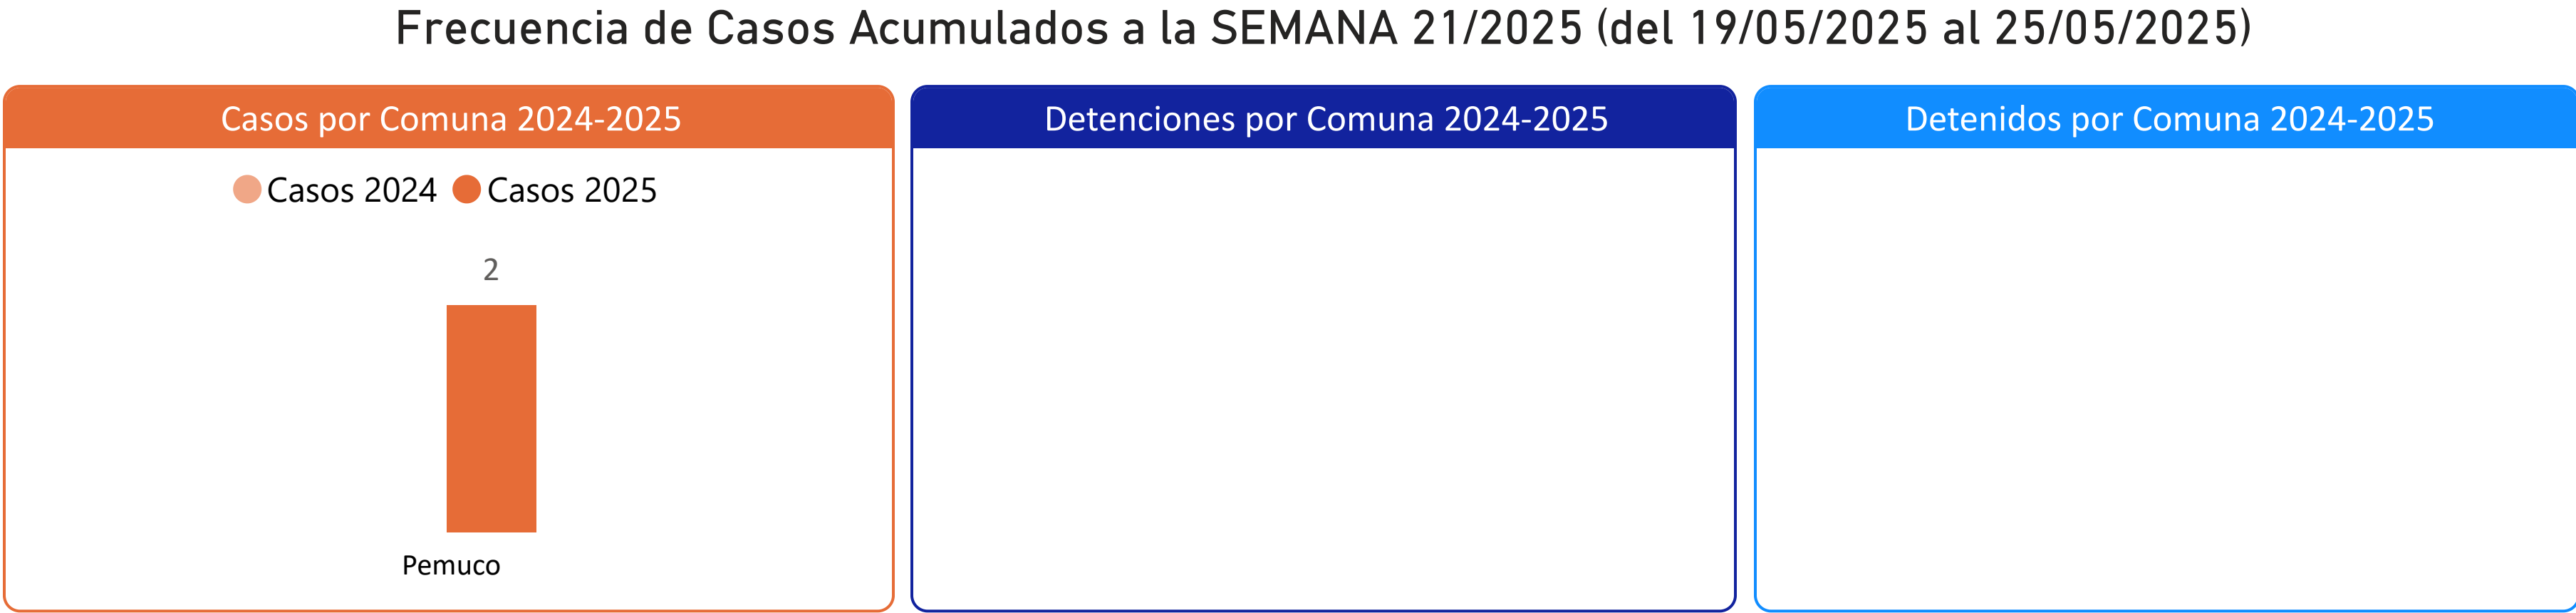 Frecuencia de Casos Acumulados a la SEMANA 21/2025 (del 19/05/2025 al 25/05/2025)
Casos por Comuna 2024-2025
Casos 2024 Casos 2025
2
Pemuco
Detenciones por Comuna 2024-2025
Detenidos por Comuna 2024-2025